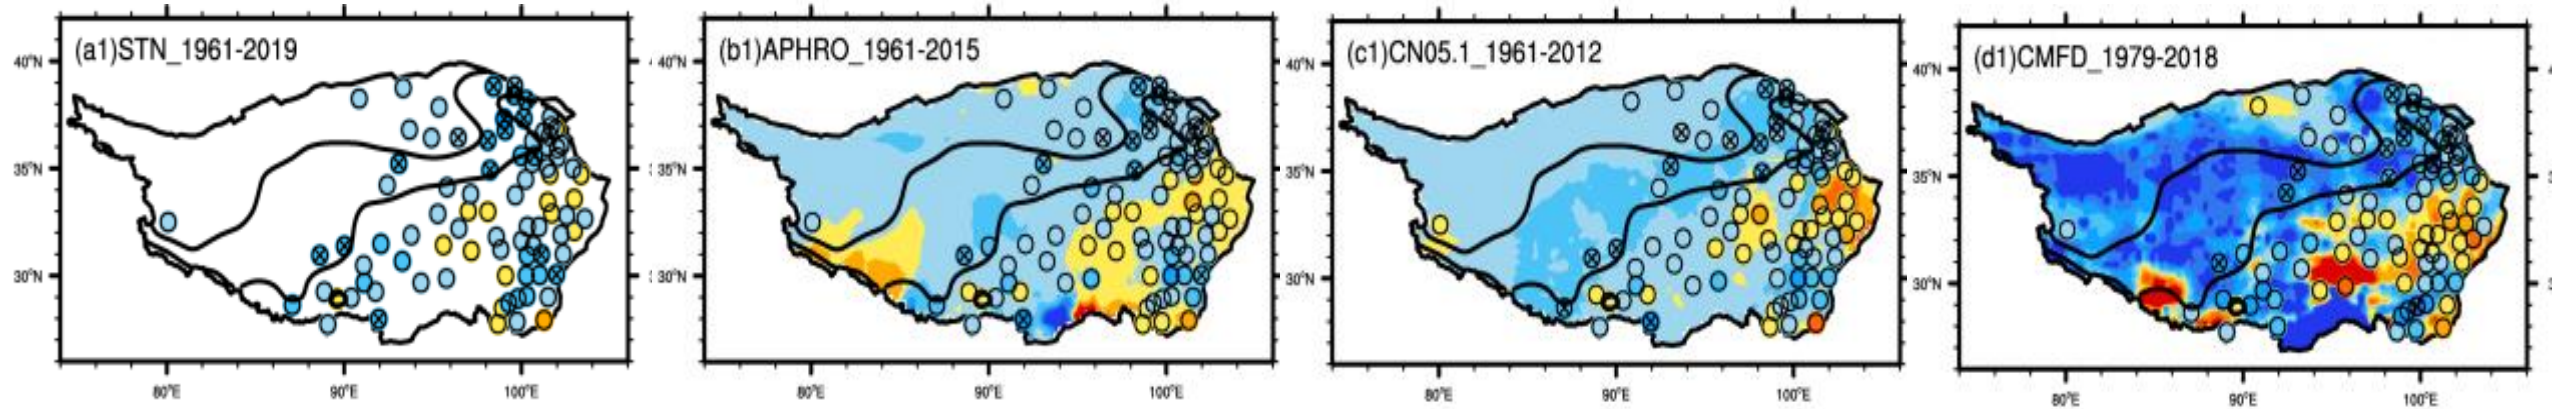 (a1)STN_1961-2019
40°N
35°N
30°N
80°E
90°E
100°E
(b1)APHRO_1961-2015
40°N
35°N
30°N
80°E
90°E
100°E
(c1)CN05.1_1961-2012
40°N
35°N
30°N
80°E
90°E
100°E
(d1)CMFD_1979-2018
40°N
35°N
30°N
80°E
90°E
100°E